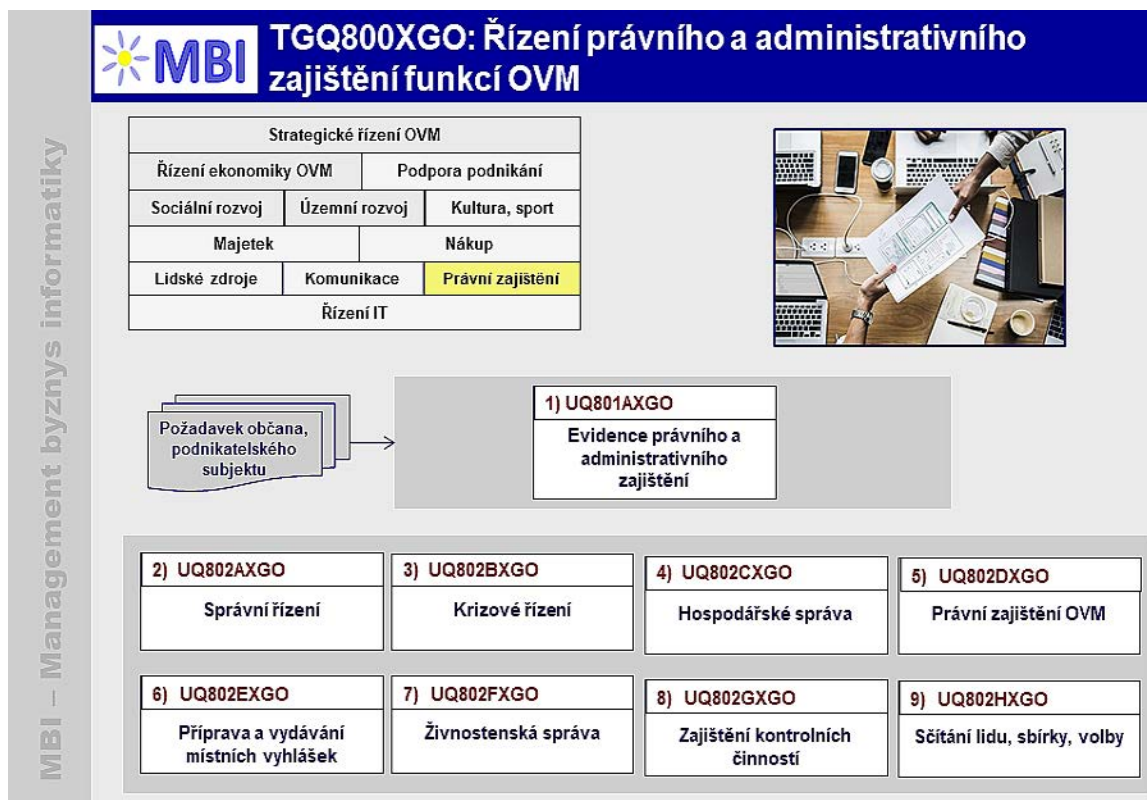 MBI – Management byznys informatiky
MBI
TGQ800XGO: Řízení právního a administrativního
zajištění funkcí OVM
Strategické řízení OVM
Řízení ekonomiky OVM
Podpora podnikání
Sociální rozvoj
Územní rozvoj
Kultura, sport
Majetek
Nákup
Lidské zdroje
Komunikace
Právní zajištění
Řízení IT
Požadavek občana,
podnikatelského
subjektu
1) UQ801AXGO
Evidence právního a
administrativního
zajištění
2) UQ802AXGO
Správní řízení
3) UQ802BXGO
Krizové řízení
4) UQ802CXGO
Hospodářské správa
5) UQ802DXGO
Právní zajištění OVM
6) UQ802EXGO
Příprava a vydávání
místních vyhlášek
7) UQ802FXGO
Živnostenská správa
8) UQ802GXGO
Zajištění kontrolních
činností
9) UQ802HXGO
Sčítání lidu, sbírky, volby